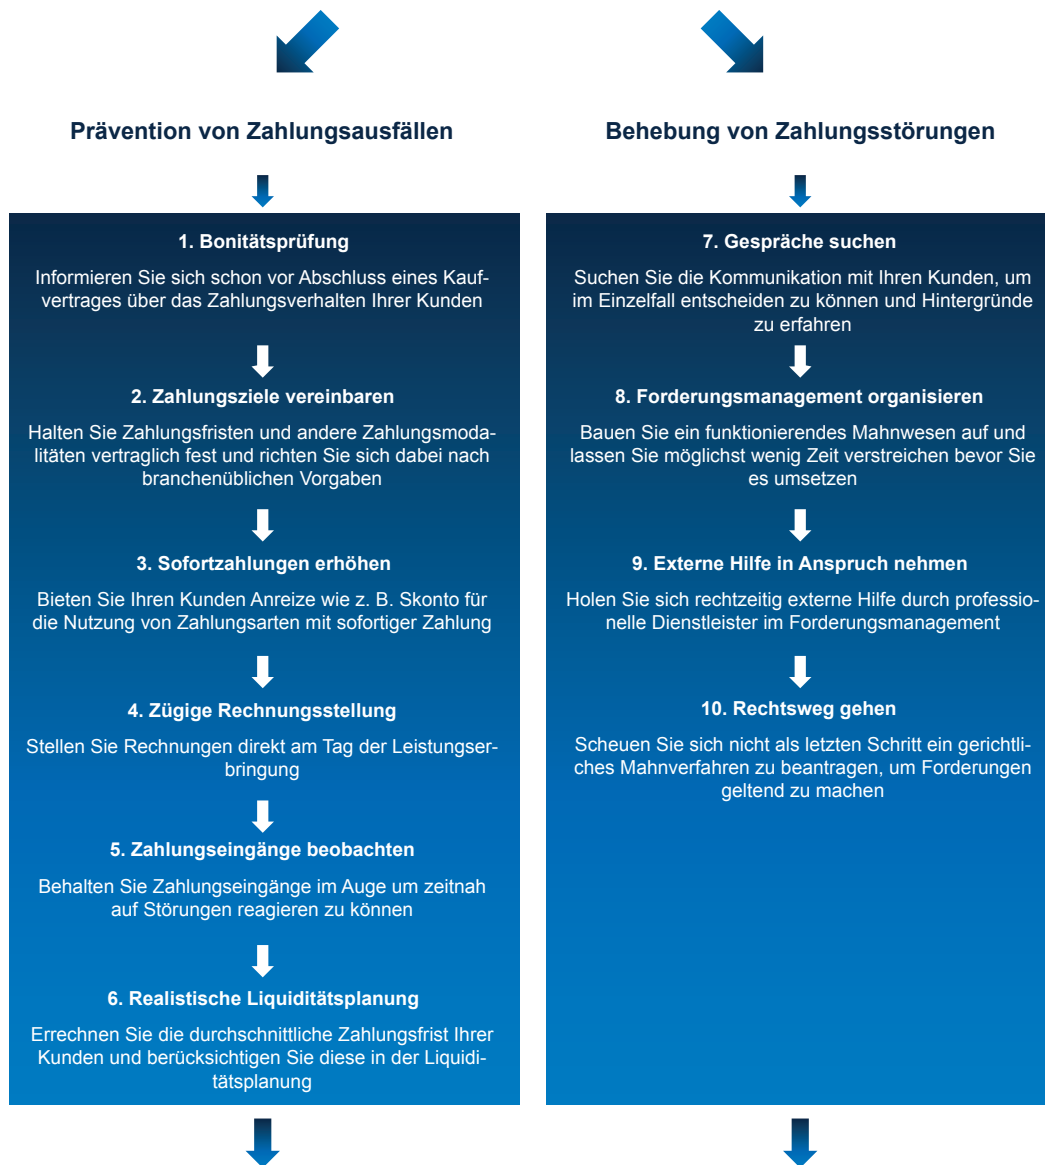 Prävention von Zahlungsausfällen
1. Bonitätsprüfung
Informieren Sie sich schon vor Abschluss eines Kauf-
vertrages über das Zahlungsverhalten Ihrer Kunden
2. Zahlungsziele vereinbaren
Halten Sie Zahlungsfristen und andere Zahlungsmoda-
litäten vertraglich fest und richten Sie sich dabei nach
branchenüblichen Vorgaben
3. Sofortzahlungen erhöhen
Bieten Sie Ihren Kunden Anreize wie z. B. Skonto für
die Nutzung von Zahlungsarten mit sofortiger Zahlung
4. Zügige Rechnungsstellung
Stellen Sie Rechnungen direkt am Tag der Leistungser-
bringung
5. Zahlungseingänge beobachten
Behalten Sie Zahlungseingänge im Auge um zeitnah
auf Störungen reagieren zu können
6. Realistische Liquiditätsplanung
Errechnen Sie die durchschnittliche Zahlungsfrist Ihrer
Kunden und berücksichtigen Sie diese in der Liquidi-
tätsplanung
Behebung von Zahlungsstörungen
7. Gespräche suchen
Suchen Sie die Kommunikation mit Ihren Kunden, um
im Einzelfall entscheiden zu können und Hintergründe
zu erfahren
8. Forderungsmanagement organisieren
Bauen Sie ein funktionierendes Mahnwesen auf und
lassen Sie möglichst wenig Zeit verstreichen bevor Sie
es umsetzen
9. Externe Hilfe in Anspruch nehmen
Holen Sie sich rechtzeitig externe Hilfe durch professio-
nelle Dienstleister im Forderungsmanagement
10. Rechtsweg gehen
Scheuen Sie sich nicht als letzten Schritt ein gerichtli-
ches Mahnverfahren zu beantragen, um Forderungen
geltend zu machen